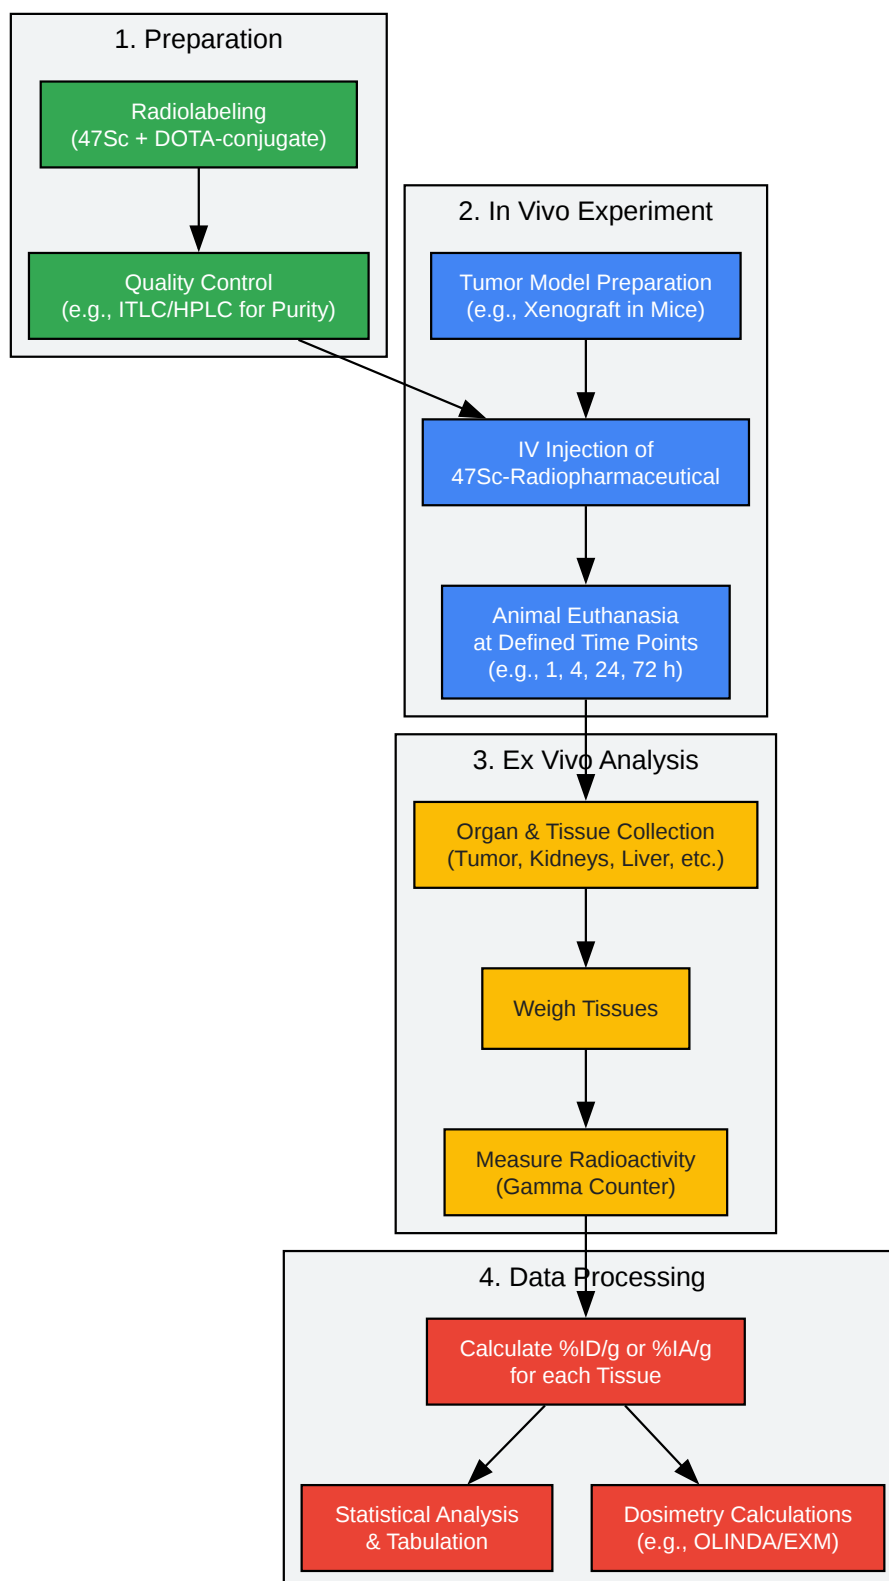 1. Preparation
Radiolabeling
(47Sc + DOTA-conjugate)
Quality Control
(e.g., ITLC/HPLC for Purity)
2. In Vivo Experiment
Tumor Model Preparation
(e.g., Xenograft in Mice)
IV Injection of
47Sc-Radiopharmaceutical
Animal Euthanasia
at Defined Time Points
(e.g., 1, 4, 24, 72 h)
3. Ex Vivo Analysis
Organ & Tissue Collection
(Tumor, Kidneys, Liver, etc.)
Weigh Tissues
Measure Radioactivity
(Gamma Counter)
4. Data Processing
Calculate %ID/g or %IA/g
for each Tissue
Statistical Analysis
& Tabulation
Dosimetry Calculations
(e.g., OLINDA/EXM)